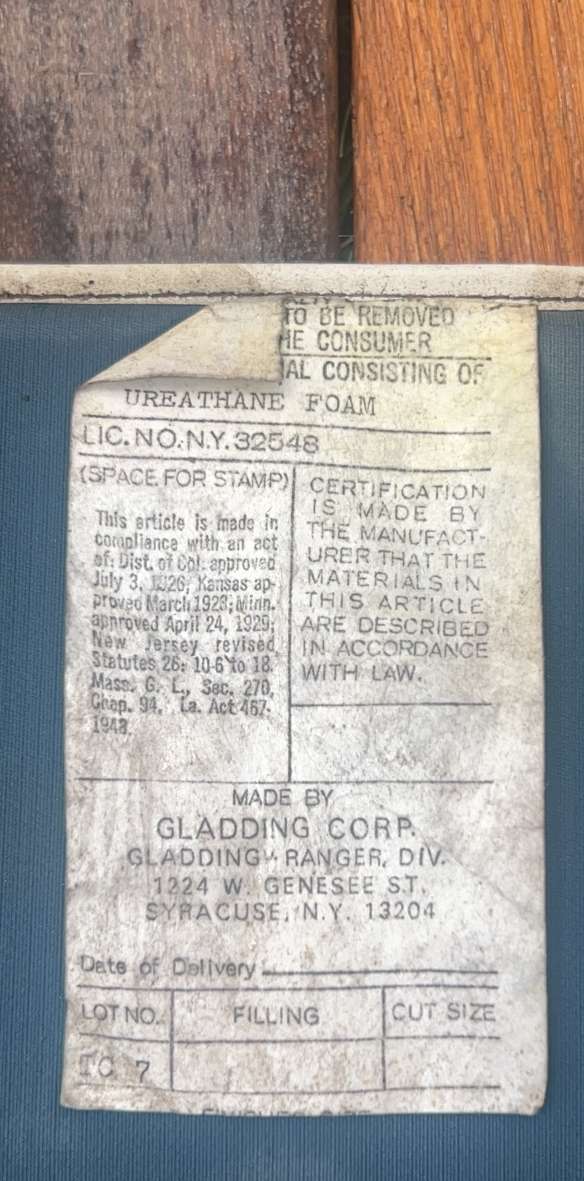 TO BE REMOVED
HE CONSUMER
IAL CONSISTING OF
UREATHANE FOAM
LIC. NO. N.Y. 32548
(SPACE FOR STAMP)
This article is made in
compliance with an act
of: Dist. of Col. approved
July 3, 1926, Kansas ap-
proved March 1923; Minn.
approved April 24, 1929;
New Jersey revised
Statutes 26: 10-6 to 18.
Mass. G. L., Sec. 270,
Chap. 94. La. Act 467-
1948.
CERTIFICATION
IS MADE BY
THE MANUFACT-
URER THAT THE
MATERIALS IN
THIS ARTICLE
ARE DESCRIBED
IN ACCORDANCE
WITH LAW.
MADE BY
GLADDING CORP.
GLADDING-RANGER, DIV.
1224 W. GENESEE ST.
SYRACUSE, N.Y. 13204
Date of Delivery
LOT NO. FILLING CUT SIZE
TC 7